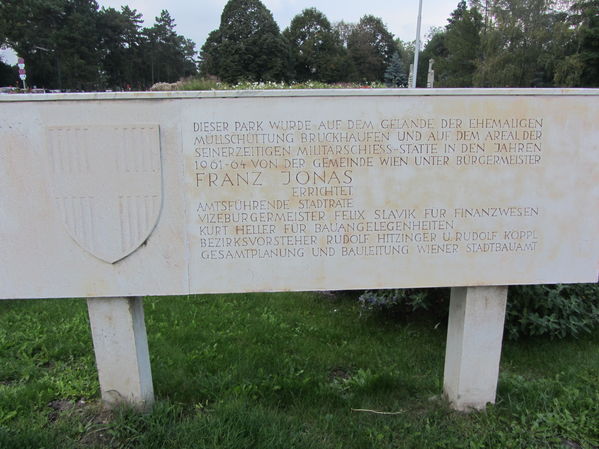 DIESER PARK WURDE AUF DEM GELÄNDE DER EHEMALIGEN
MÜLLSCHÜTTUNG BRUCKHAUFEN UND AUF DEM AREAL DER
SEINERZEITIGEN MILITÄRSCHIESS-STÄTTE IN DEN JAHREN
1961-64 VON DER GEMEINDE WIEN UNTER BÜRGERMEISTER
FRANZ JONAS
ERRICHTET
AMTSFÜHRENDE STADTRÄTE
VIZEBÜRGERMEISTER FELIX SLAVIK FÜR FINANZWESEN
KURT HELLER FÜR BAUANGELEGENHEITEN
BEZIRKSVORSTEHER RUDOLF HITZINGER U. RUDOLF KÖPPL
GESAMTPLANUNG UND BAULEITUNG WIENER STADTBAUAMT